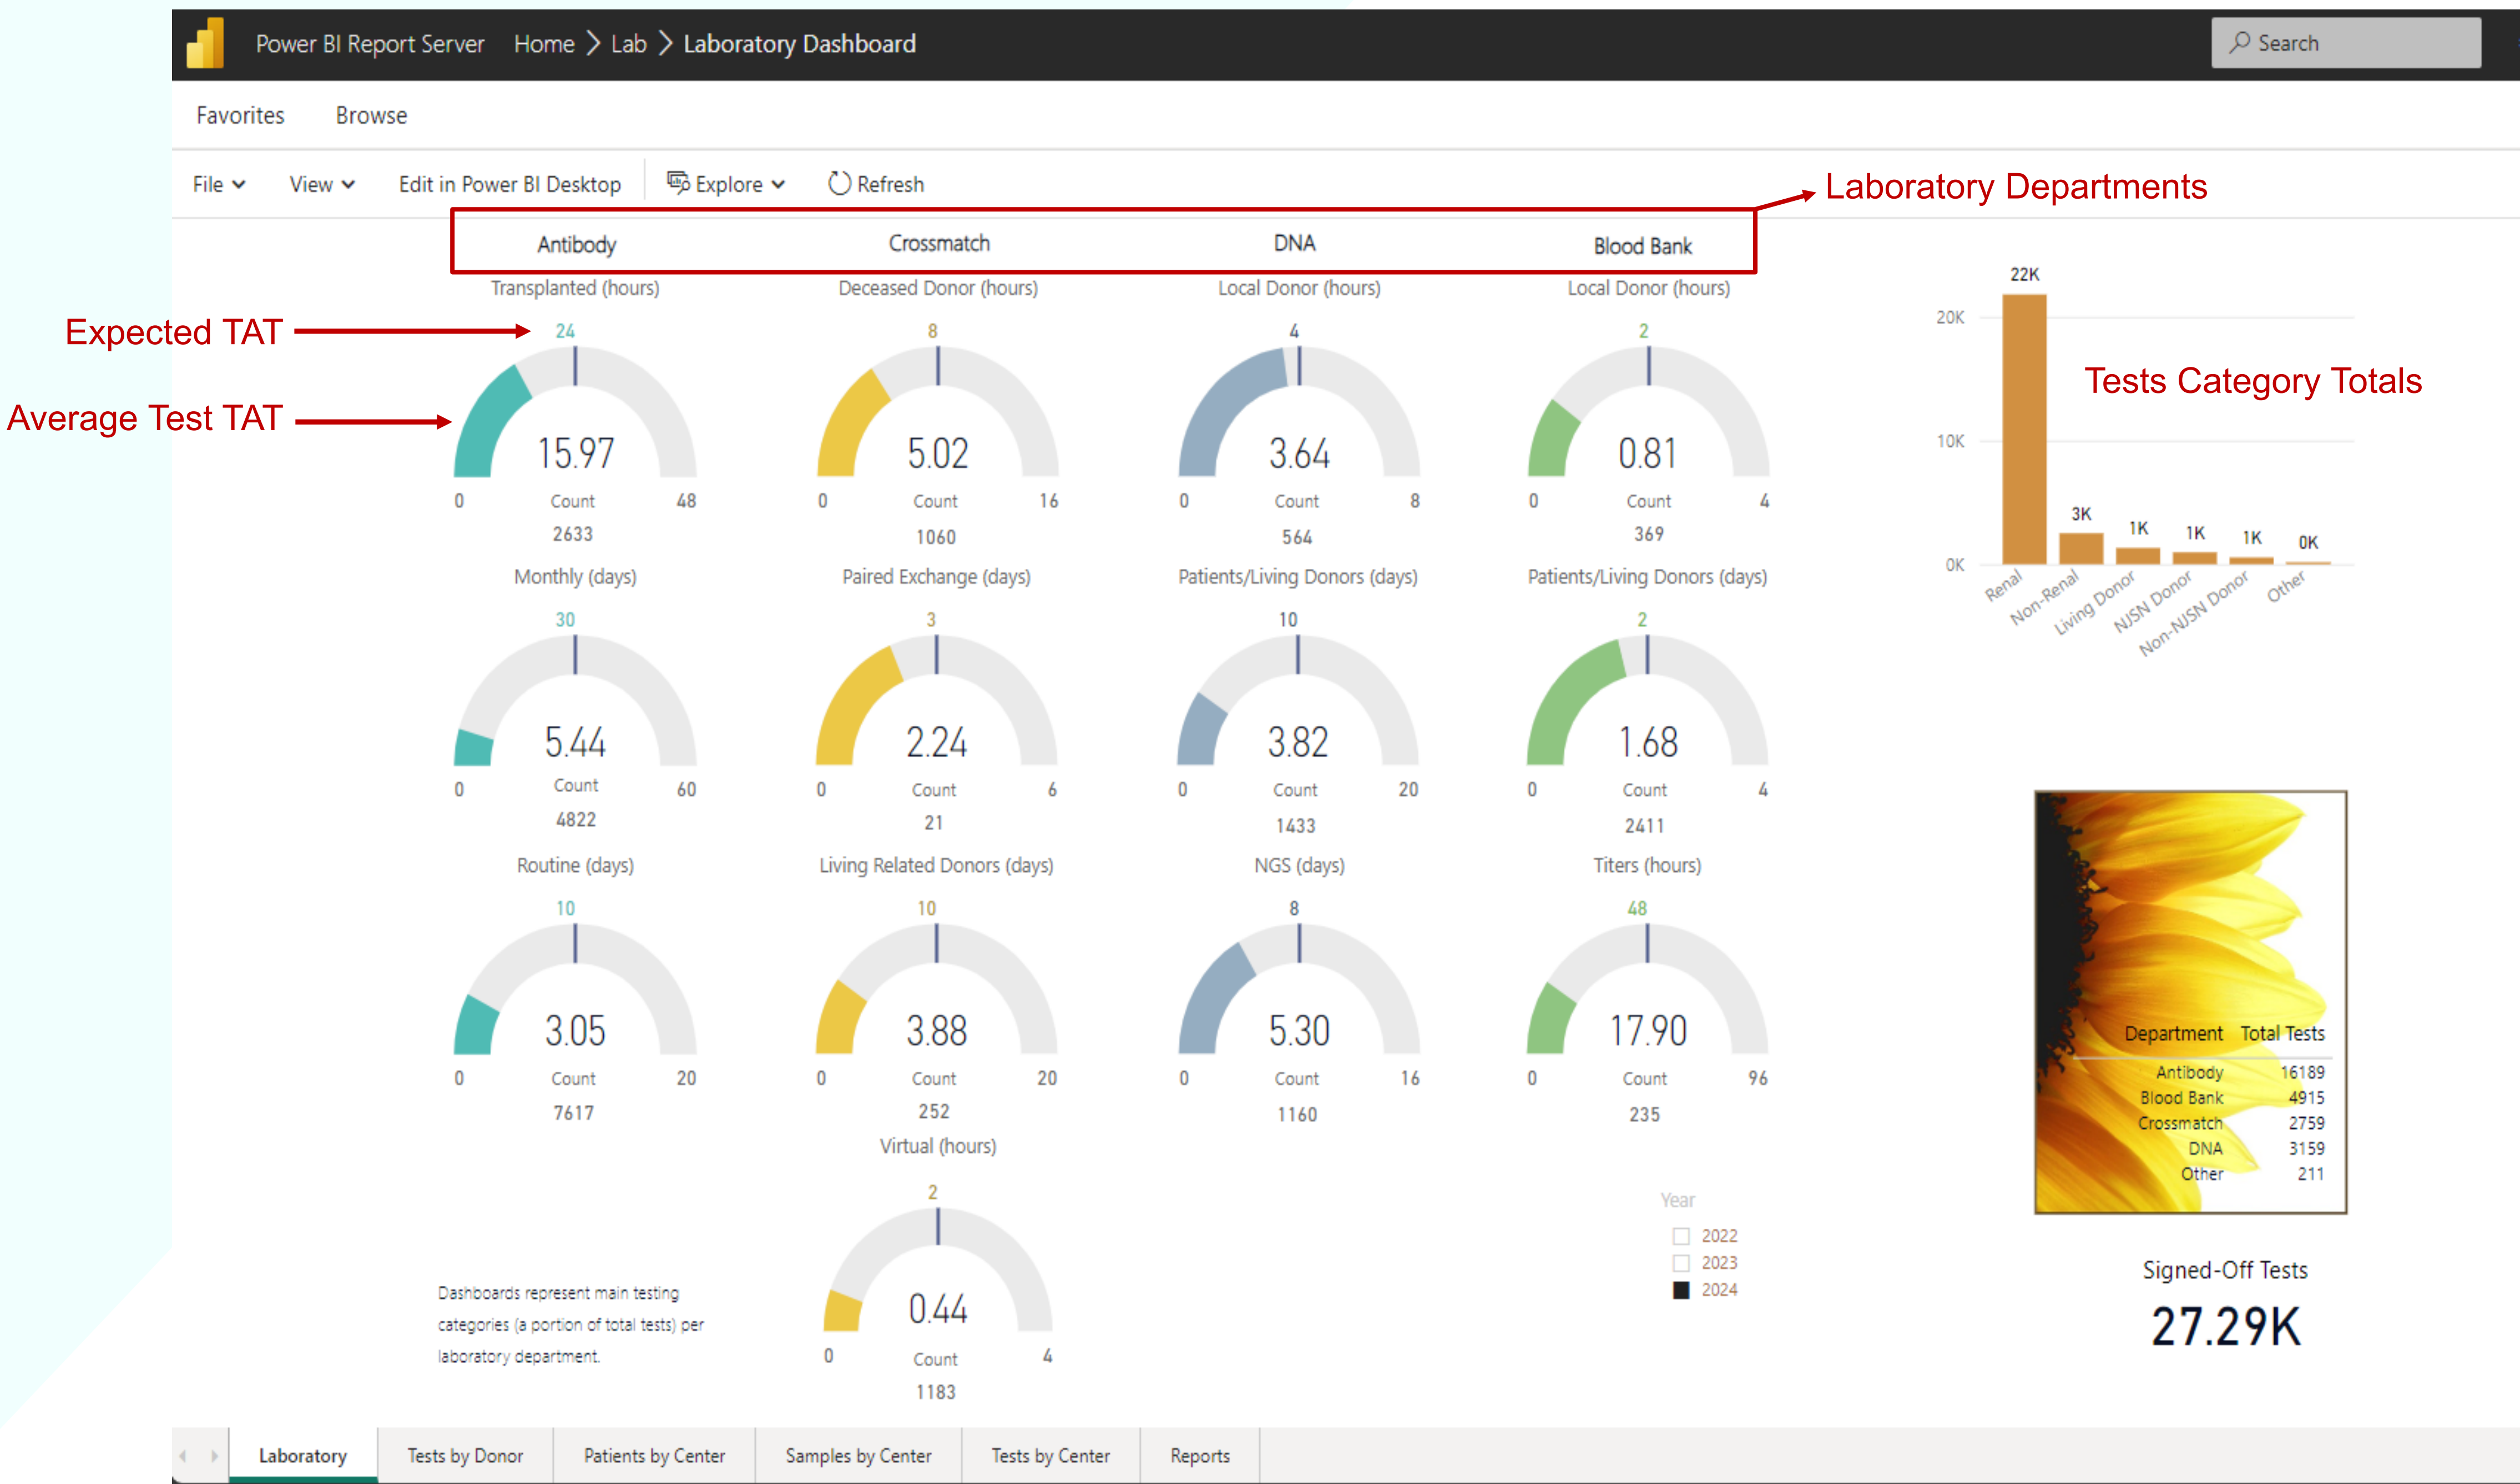 Power BI Report Server Home > Lab > Laboratory Dashboard
Search
Favorites Browse
File View Edit in Power BI Desktop Explore Refresh
Laboratory Departments
Antibody Crossmatch DNA Blood Bank
Transplanted (hours) Deceased Donor (hours) Local Donor (hours) Local Donor (hours)
Expected TAT
24 8 4 2
Average Test TAT
15.97 5.02 3.64 0.81
0 Count 48 0 Count 16 0 Count 8 0 Count 4
2633 1060 564 369
Monthly (days) Paired Exchange (days) Patients/Living Donors (days) Patients/Living Donors (days)
30 3 10 2
5.44 2.24 3.82 1.68
0 Count 60 0 Count 6 0 Count 20 0 Count 4
4822 21 1433 2411
Routine (days) Living Related Donors (days) NGS (days) Titers (hours)
10 10 8 48
3.05 3.88 5.30 17.90
0 Count 20 0 Count 20 0 Count 16 0 Count 96
7617 252 1160 235
Virtual (hours)
2
0.44
0 Count 4
1183
Dashboards represent main testing
categories (a portion of total tests) per
laboratory department.
Year
2022
2023
2024
Tests Category Totals
22K
20K
10K
3K 1K 1K 1K 0K
0K
Renal Non-Renal Living Donor NJSN Donor Non-NJSN Donor Other
Department Total Tests
Antibody 16189
Blood Bank 4915
Crossmatch 2759
DNA 3159
Other 211
Signed-Off Tests
27.29K
Laboratory Tests by Donor Patients by Center Samples by Center Tests by Center Reports